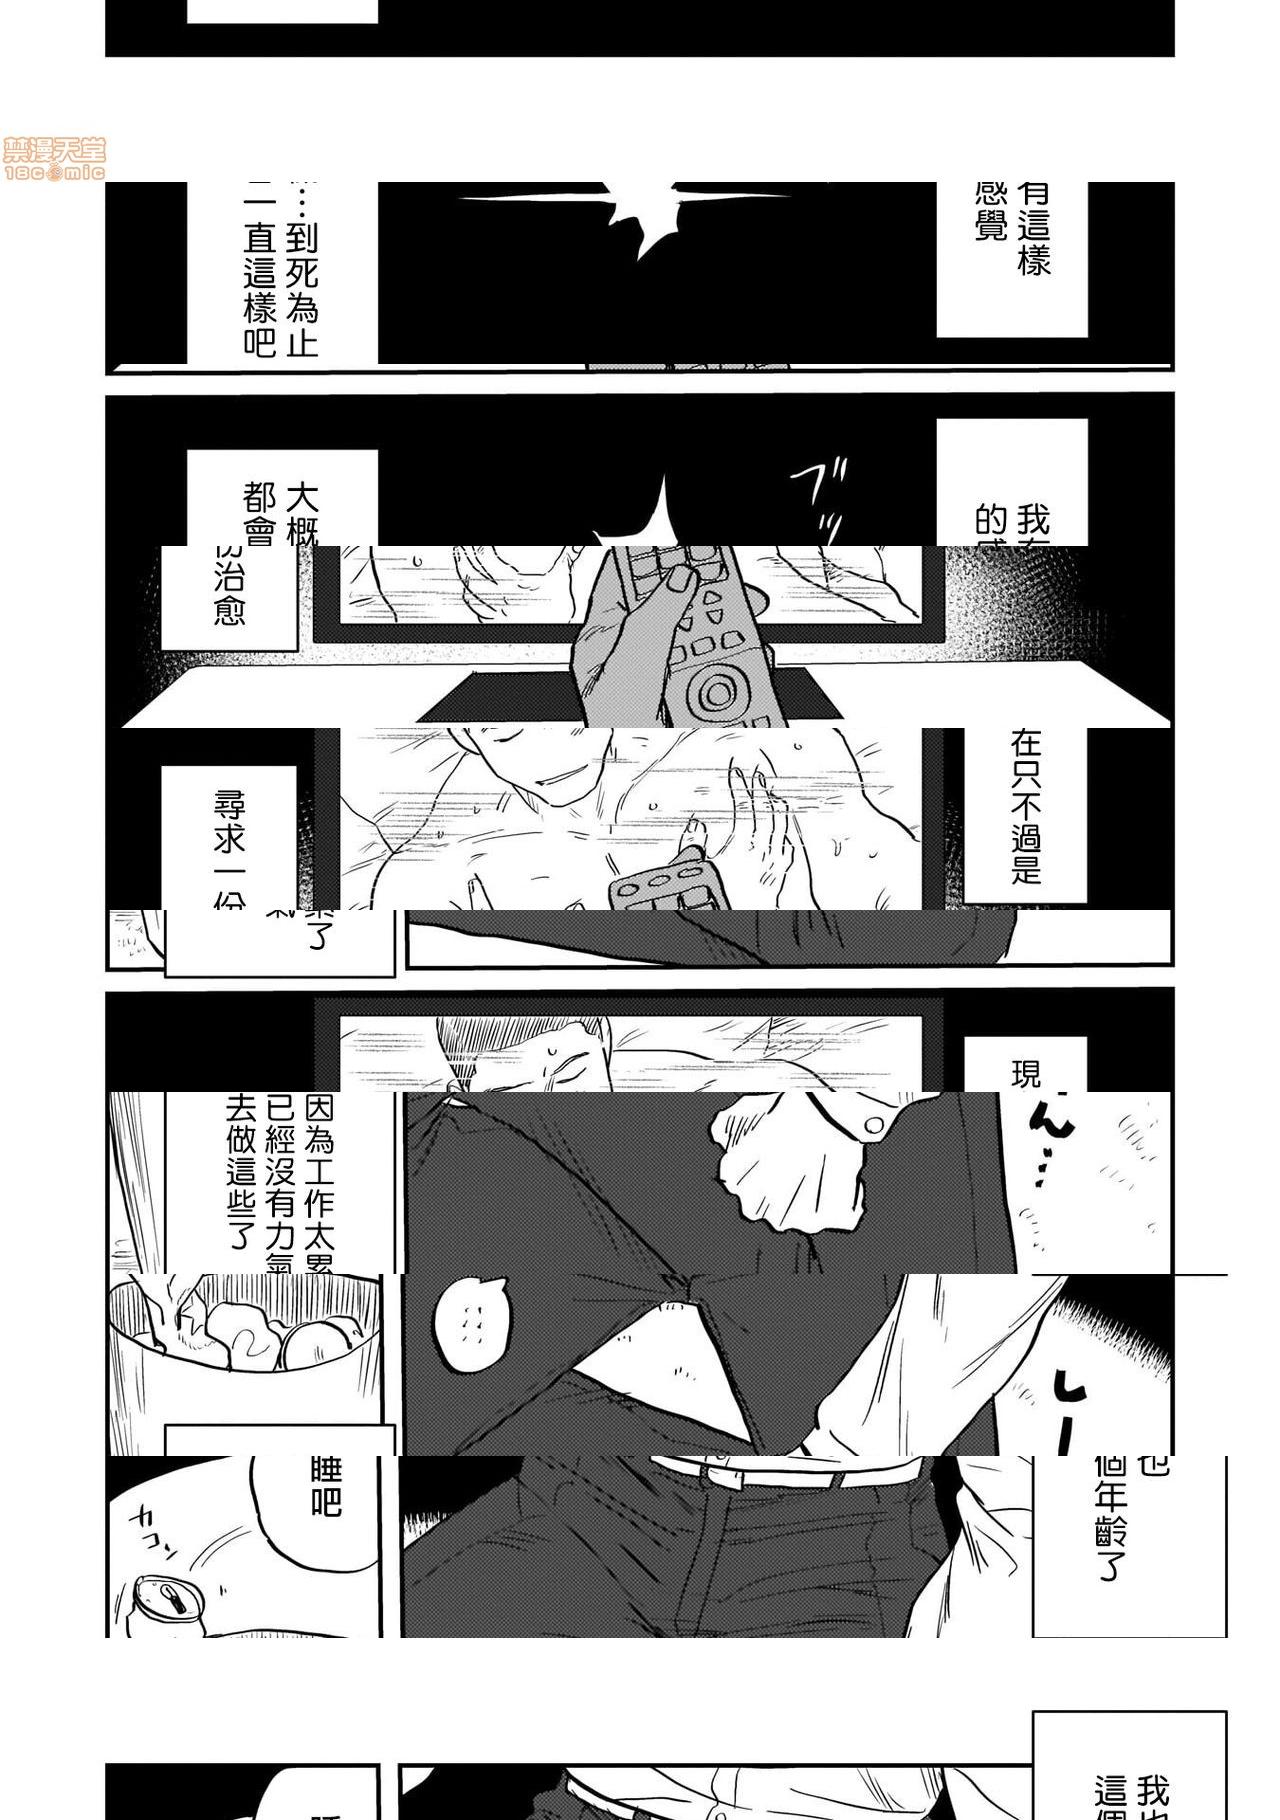 禁漫天堂
18comic
有這樣
感覺
…到死為止
一直這樣吧
我
的
ブッ
大概
都會
治愈
在只不過是
尋求一份
了
現
ん…
因為工作太累
已經沒有力氣
去做這些了
……
しー
也
個年齡了
睡吧
カコ
我
這